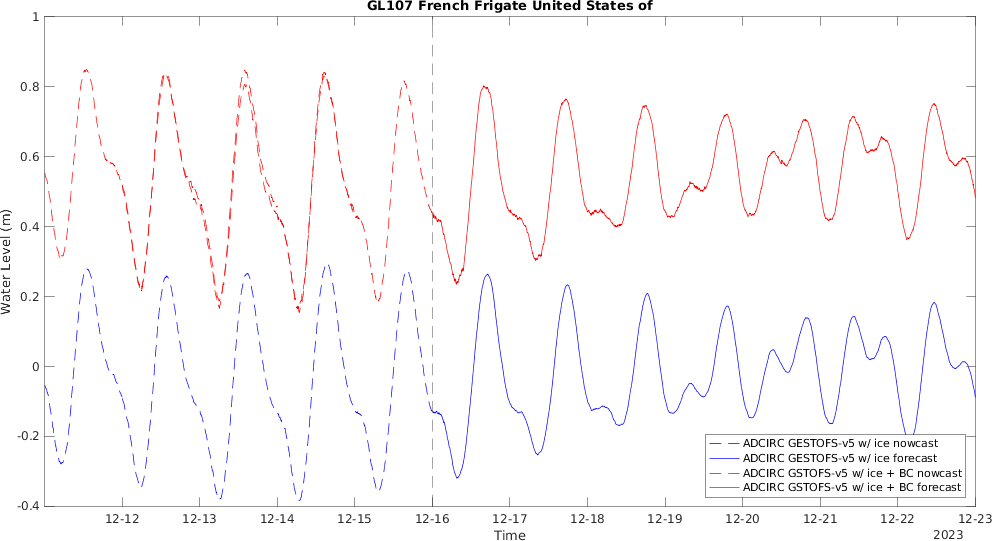 GL107 French Frigate United States of
1
0.8
0.6
0.4
0.2
0
-0.2
-0.4
Water Level (m)
ADCIRC GESTOFS-v5 w/ ice nowcast
ADCIRC GESTOFS-v5 w/ ice forecast
ADCIRC GSTOFS-v5 w/ ice + BC nowcast
ADCIRC GSTOFS-v5 w/ ice + BC forecast
12-12 12-13 12-14 12-15 12-16 12-17 12-18 12-19 12-20 12-21 12-22 12-23
Time
2023